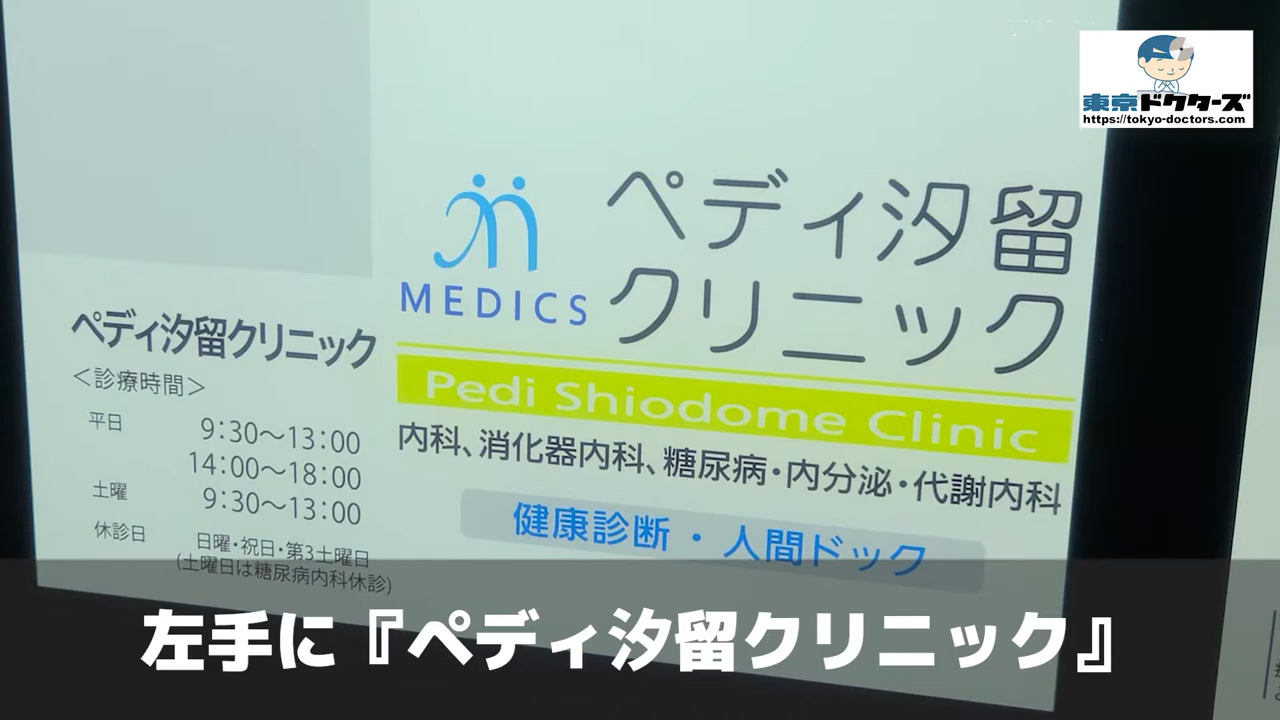 東京ドクターズ
https://tokyo-doctors.com
MEDICS
ペディ汐留
クリニック
Pedi Shiodome Clinic
内科、消化器内科、糖尿病・内分泌・代謝内科
健康診断・人間ドック
ペディ汐留クリニック
＜診療時間＞
平日 9:30〜13:00
14:00〜18:00
土曜 9:30〜13:00
休診日 日曜・祝日・第3土曜日
(土曜日は糖尿病内科休診)
左手に『ペディ汐留クリニック』